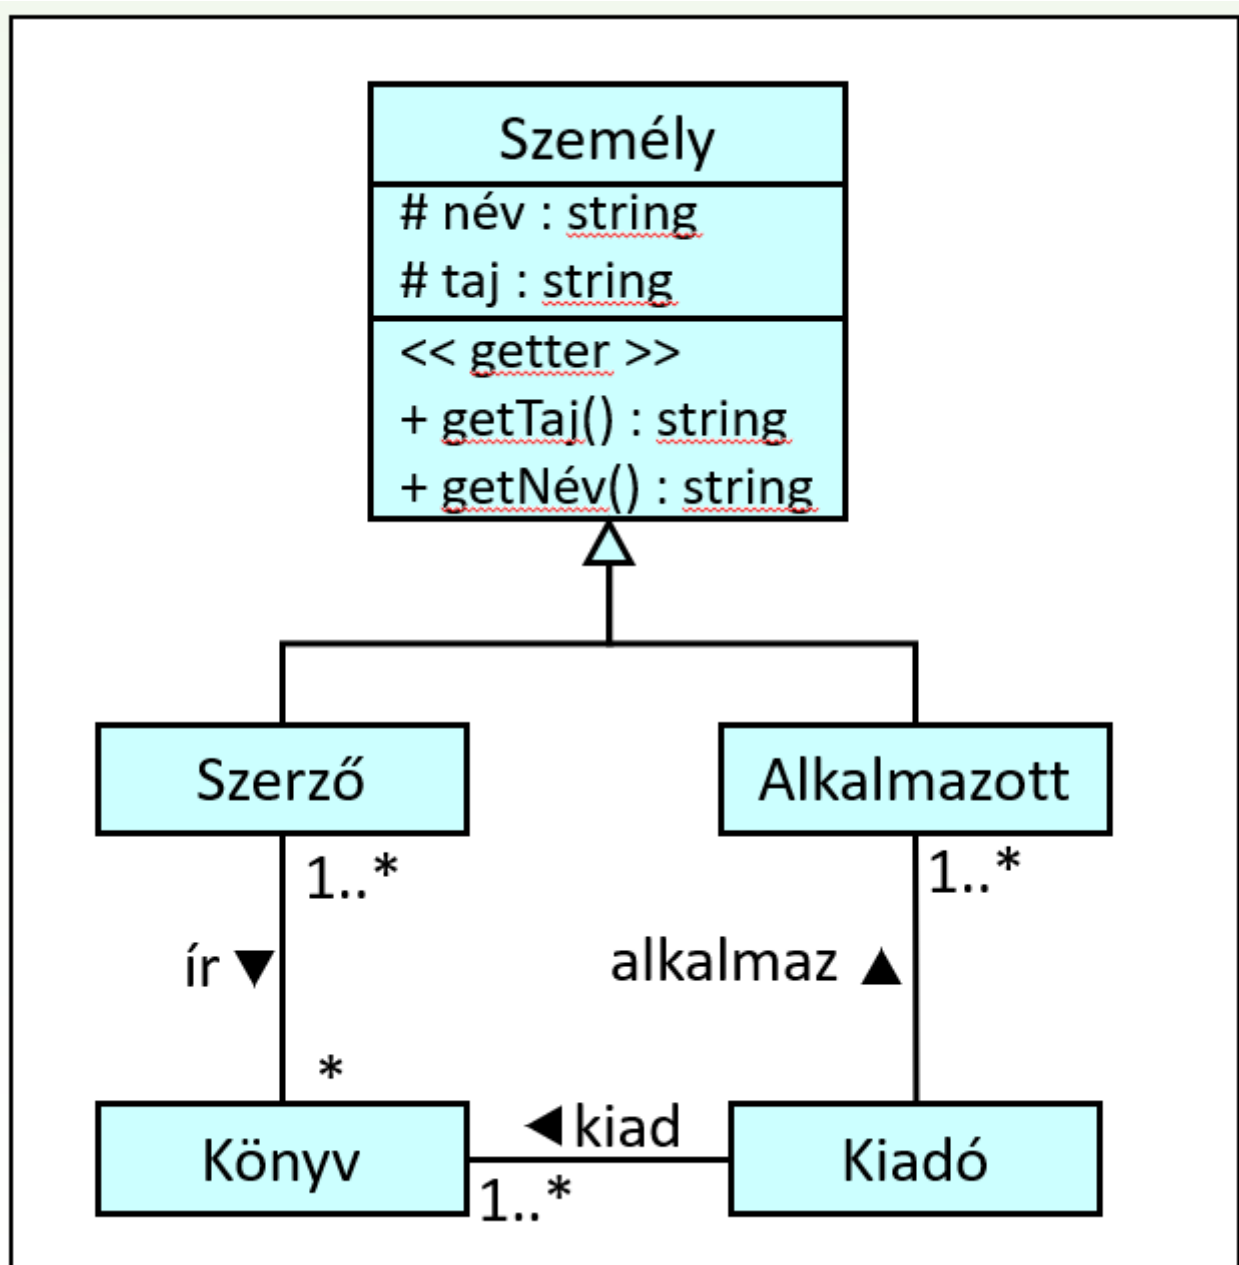 Személy
# név : string
# taj : string
<< getter >>
+ getTaj() : string
+ getNév() : string
Szerző
Alkalmazott
1..*
1..*
ír ▼
alkalmaz ▲
*
◀ kiad
Könyv
Kiadó
1..*